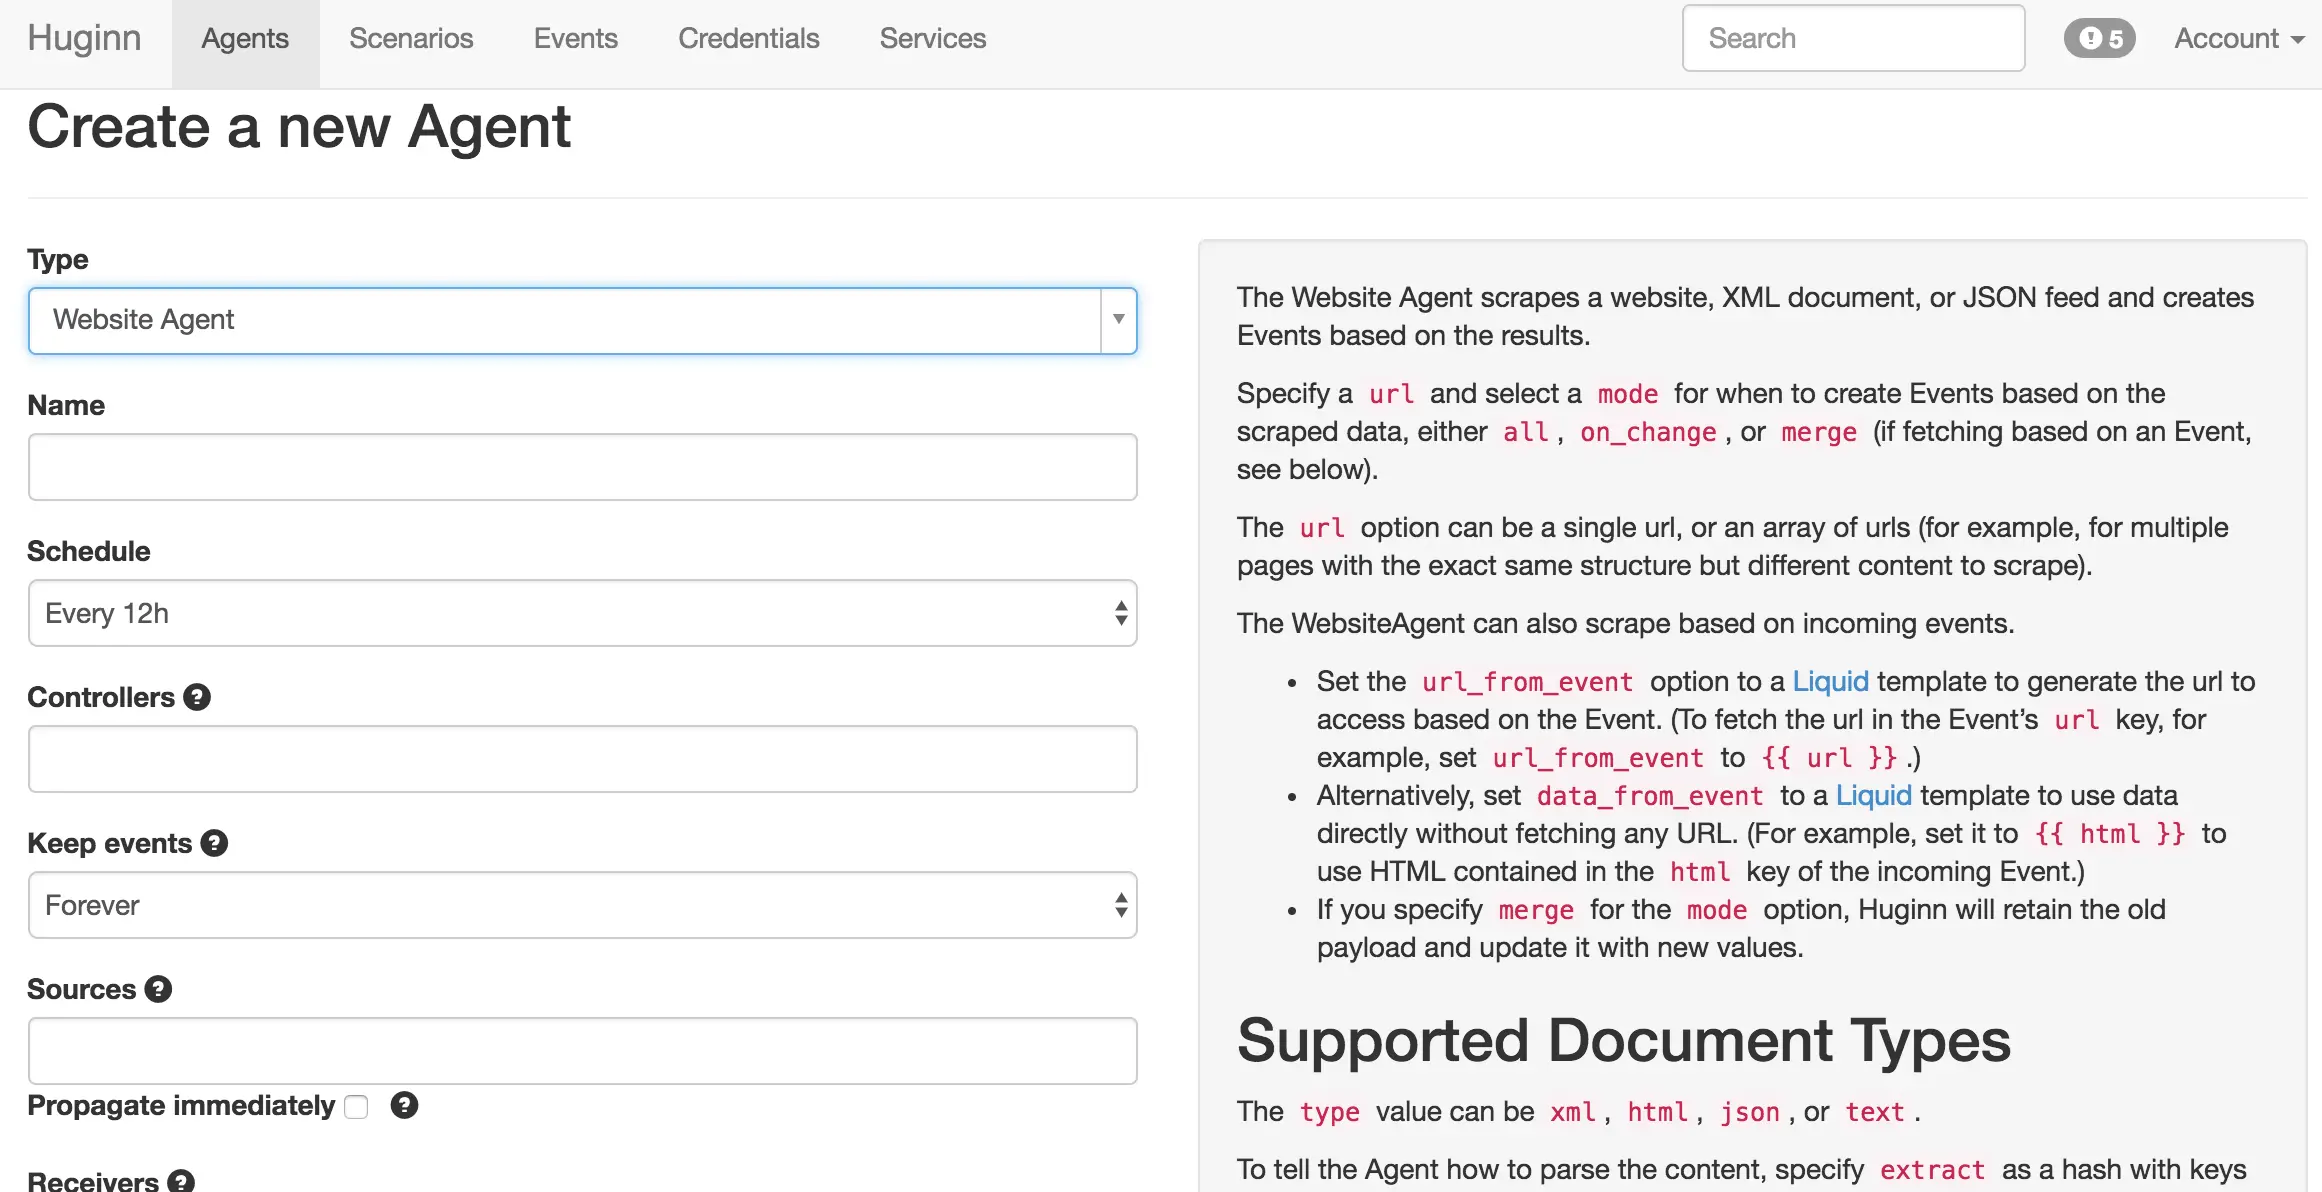 Huginn Agents Scenarios Events Credentials Services Search 5 Account
Create a new Agent
Type
Website Agent
Name
Schedule
Every 12h
Controllers
Keep events
Forever
Sources
Propagate immediately
Receivers
The Website Agent scrapes a website, XML document, or JSON feed and creates
Events based on the results.
Specify a url and select a mode for when to create Events based on the
scraped data, either all , on_change , or merge (if fetching based on an Event,
see below).
The url option can be a single url, or an array of urls (for example, for multiple
pages with the exact same structure but different content to scrape).
The WebsiteAgent can also scrape based on incoming events.
• Set the url_from_event option to a Liquid template to generate the url to
access based on the Event. (To fetch the url in the Event’s url key, for
example, set url_from_event to {{ url }} .)
• Alternatively, set data_from_event to a Liquid template to use data
directly without fetching any URL. (For example, set it to {{ html }} to
use HTML contained in the html key of the incoming Event.)
• If you specify merge for the mode option, Huginn will retain the old
payload and update it with new values.
Supported Document Types
The type value can be xml , html , json , or text .
To tell the Agent how to parse the content, specify extract as a hash with keys